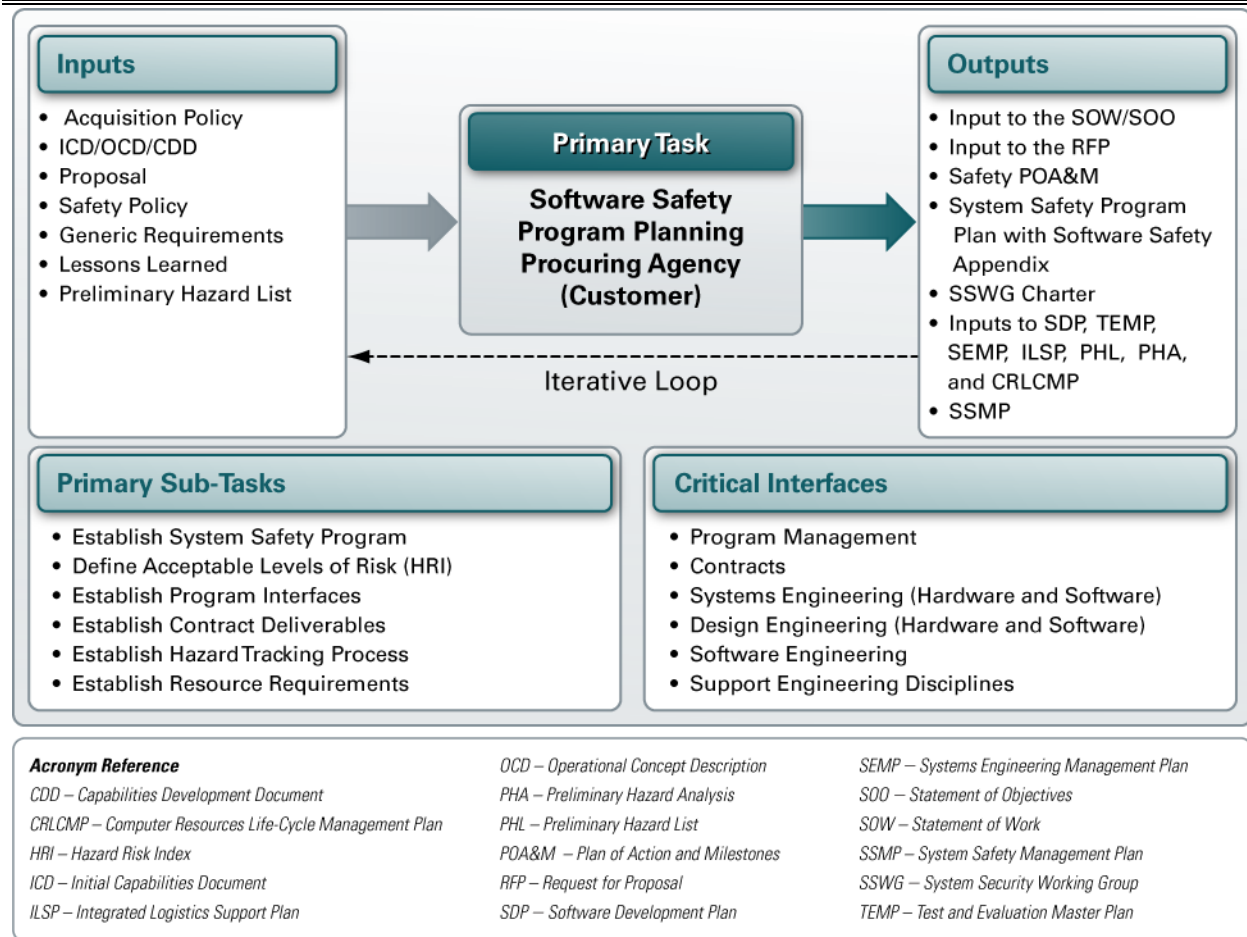 Inputs
• Acquisition Policy
• ICD/OCD/CDD
• Proposal
• Safety Policy
• Generic Requirements
• Lessons Learned
• Preliminary Hazard List
Primary Task
Software Safety
Program Planning
Procuring Agency
(Customer)
Iterative Loop
Outputs
• Input to the SOW/SOO
• Input to the RFP
• Safety POA&M
• System Safety Program
Plan with Software Safety
Appendix
• SSWG Charter
• Inputs to SDP, TEMP,
SEMP, ILSP, PHL, PHA,
and CRLCMP
• SSMP
Primary Sub-Tasks
• Establish System Safety Program
• Define Acceptable Levels of Risk (HRI)
• Establish Program Interfaces
• Establish Contract Deliverables
• Establish Hazard Tracking Process
• Establish Resource Requirements
Critical Interfaces
• Program Management
• Contracts
• Systems Engineering (Hardware and Software)
• Design Engineering (Hardware and Software)
• Software Engineering
• Support Engineering Disciplines
Acronym Reference
CDD – Capabilities Development Document
CRLCMP – Computer Resources Life-Cycle Management Plan
HRI – Hazard Risk Index
ICD – Initial Capabilities Document
ILSP – Integrated Logistics Support Plan
OCD – Operational Concept Description
PHA – Preliminary Hazard Analysis
PHL – Preliminary Hazard List
POA&M – Plan of Action and Milestones
RFP – Request for Proposal
SDP – Software Development Plan
SEMP – Systems Engineering Management Plan
SOO – Statement of Objectives
SOW – Statement of Work
SSMP – System Safety Management Plan
SSWG – System Security Working Group
TEMP – Test and Evaluation Master Plan